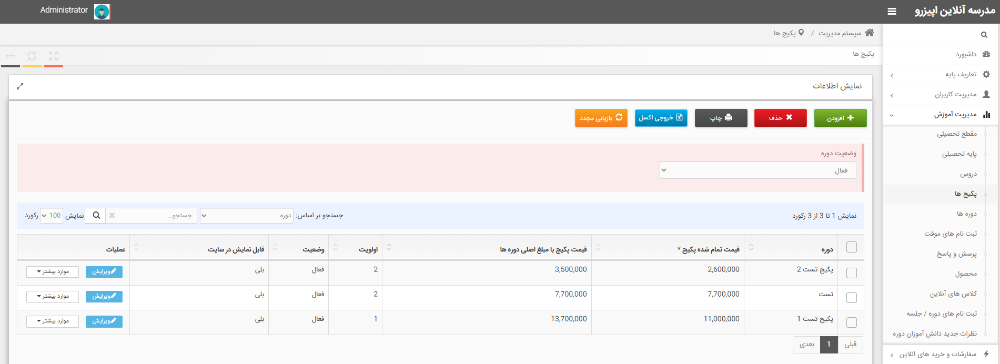 مدرسه آنلاین اپیزرو
Administrator
سیستم مدیریت / پکیج ها
پکیج ها
داشبورد
تعاریف پایه
مدیریت کاربران
مدیریت آموزش
مقطع تحصیلی
پایه تحصیلی
دروس
پکیج ها
دوره ها
ثبت نام های موقت
پرسش و پاسخ
محصول
کلاس های آنلاین
ثبت نام های دوره / جلسه
نظرات جدید دانش آموزان دوره
سفارشات و خرید های آنلاین
نمایش اطلاعات
افزودن حذف چاپ خروجی اکسل بازیابی مجدد
وضعیت دوره
فعال
نمایش 1 تا 3 از 3 رکورد جستجو بر اساس: دوره جستجو... نمایش 100 رکورد
دوره قیمت تمام شده پکیج * قیمت پکیج با مبلغ اصلی دوره ها اولویت وضعیت قابل نمایش در سایت عملیات
پکیج تست 2 2,600,000 3,500,000 2 فعال بلی ویرایش موارد بیشتر
تست 7,700,000 7,700,000 2 فعال بلی ویرایش موارد بیشتر
پکیج تست 1 11,000,000 13,700,000 1 فعال بلی ویرایش موارد بیشتر
قبلی 1 بعدی